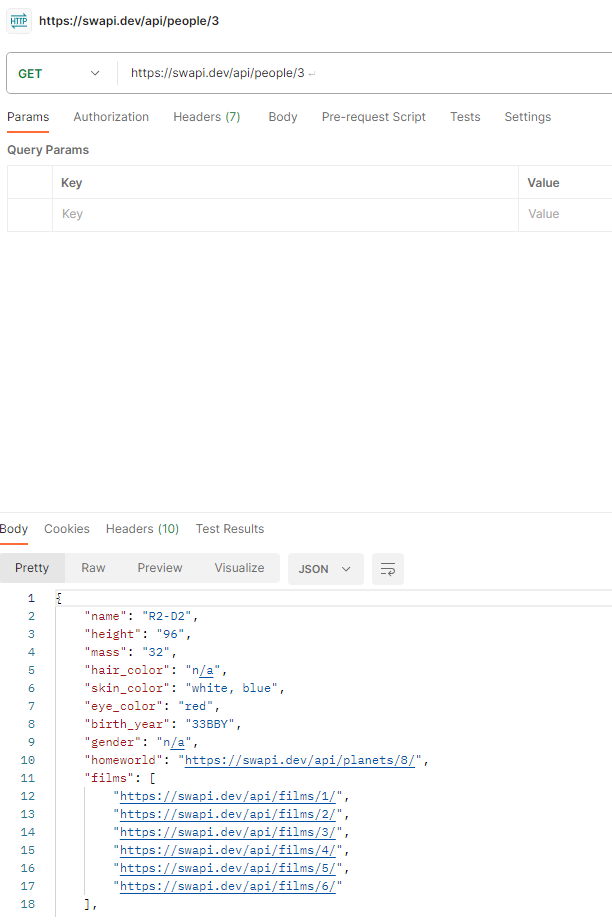 HTTP https://swapi.dev/api/people/3
GET https://swapi.dev/api/people/3
Params Authorization Headers (7) Body Pre-request Script Tests Settings
Query Params
Key Value
Key Value
Body Cookies Headers (10) Test Results
Pretty Raw Preview Visualize JSON
1 {
2 "name": "R2-D2",
3 "height": "96",
4 "mass": "32",
5 "hair_color": "n/a",
6 "skin_color": "white, blue",
7 "eye_color": "red",
8 "birth_year": "33BBY",
9 "gender": "n/a",
10 "homeworld": "https://swapi.dev/api/planets/8/",
11 "films": [
12 "https://swapi.dev/api/films/1/",
13 "https://swapi.dev/api/films/2/",
14 "https://swapi.dev/api/films/3/",
15 "https://swapi.dev/api/films/4/",
16 "https://swapi.dev/api/films/5/",
17 "https://swapi.dev/api/films/6/"
18 ],